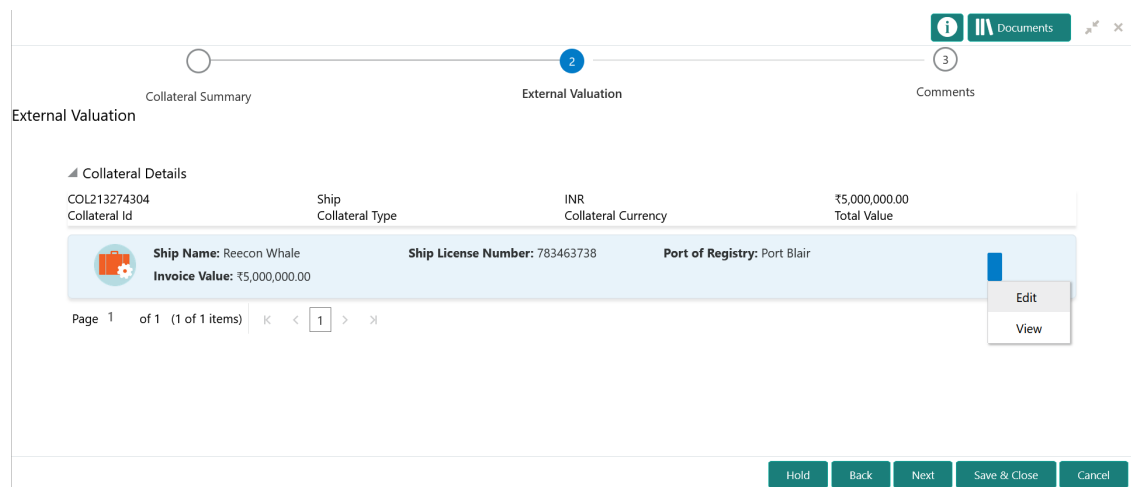 Documents
2
3
Collateral Summary
External Valuation
Comments
External Valuation
Collateral Details
COL213274304 Ship INR ₹5,000,000.00
Collateral Id Collateral Type Collateral Currency Total Value
Ship Name: Reecon Whale Ship License Number: 783463738 Port of Registry: Port Blair
Invoice Value: ₹5,000,000.00
Edit
Page 1 of 1 (1 of 1 items) 1
View
Hold Back Next Save & Close Cancel